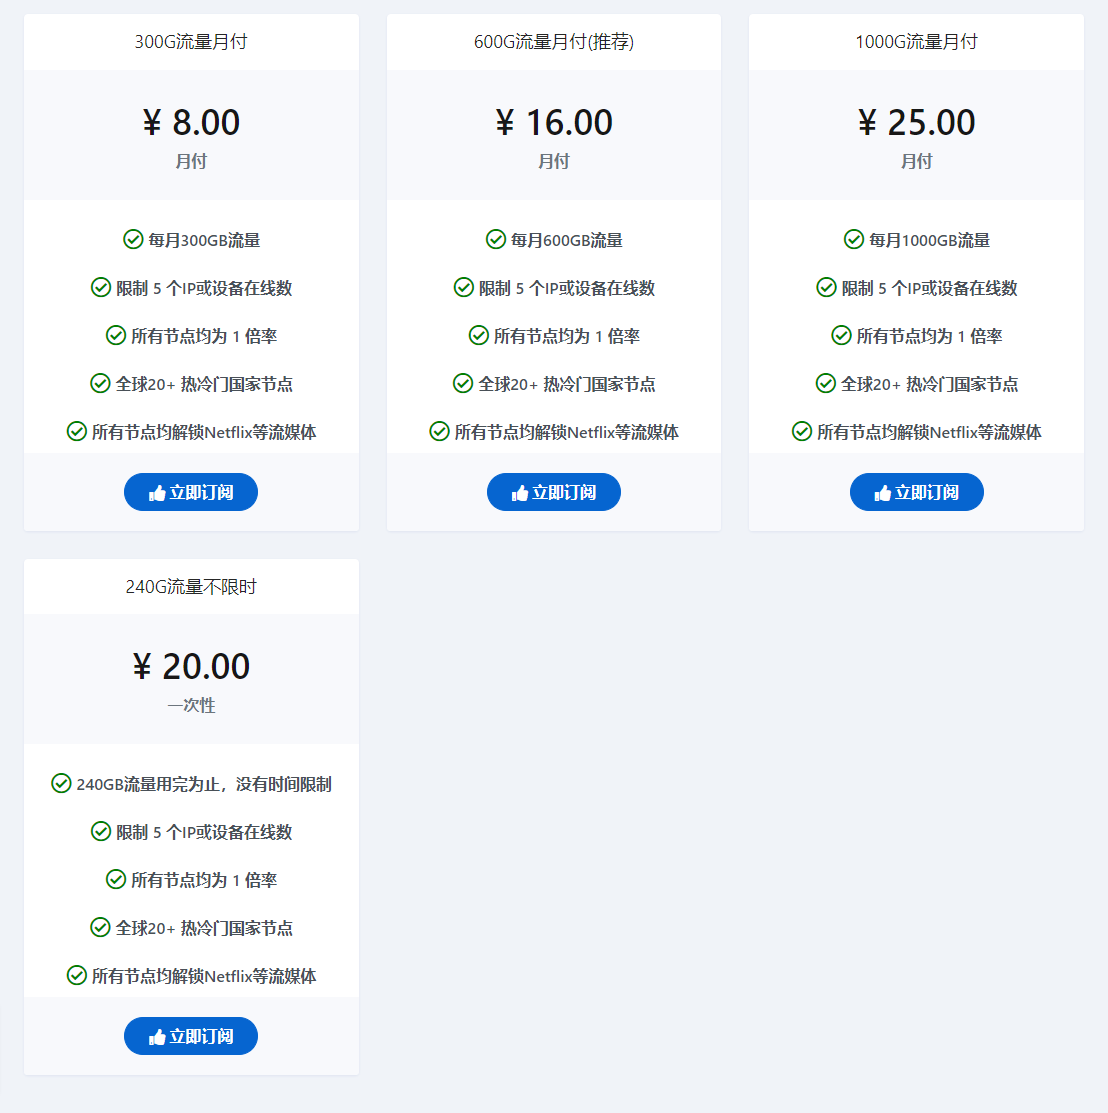 300G流量月付
¥ 8.00
月付
每月300GB流量
限制 5 个IP或设备在线数
所有节点均为 1 倍率
全球20+ 热冷门国家节点
所有节点均解锁Netflix等流媒体
立即订阅
600G流量月付(推荐)
¥ 16.00
月付
每月600GB流量
限制 5 个IP或设备在线数
所有节点均为 1 倍率
全球20+ 热冷门国家节点
所有节点均解锁Netflix等流媒体
立即订阅
1000G流量月付
¥ 25.00
月付
每月1000GB流量
限制 5 个IP或设备在线数
所有节点均为 1 倍率
全球20+ 热冷门国家节点
所有节点均解锁Netflix等流媒体
立即订阅
240G流量不限时
¥ 20.00
一次性
240GB流量用完为止，没有时间限制
限制 5 个IP或设备在线数
所有节点均为 1 倍率
全球20+ 热冷门国家节点
所有节点均解锁Netflix等流媒体
立即订阅